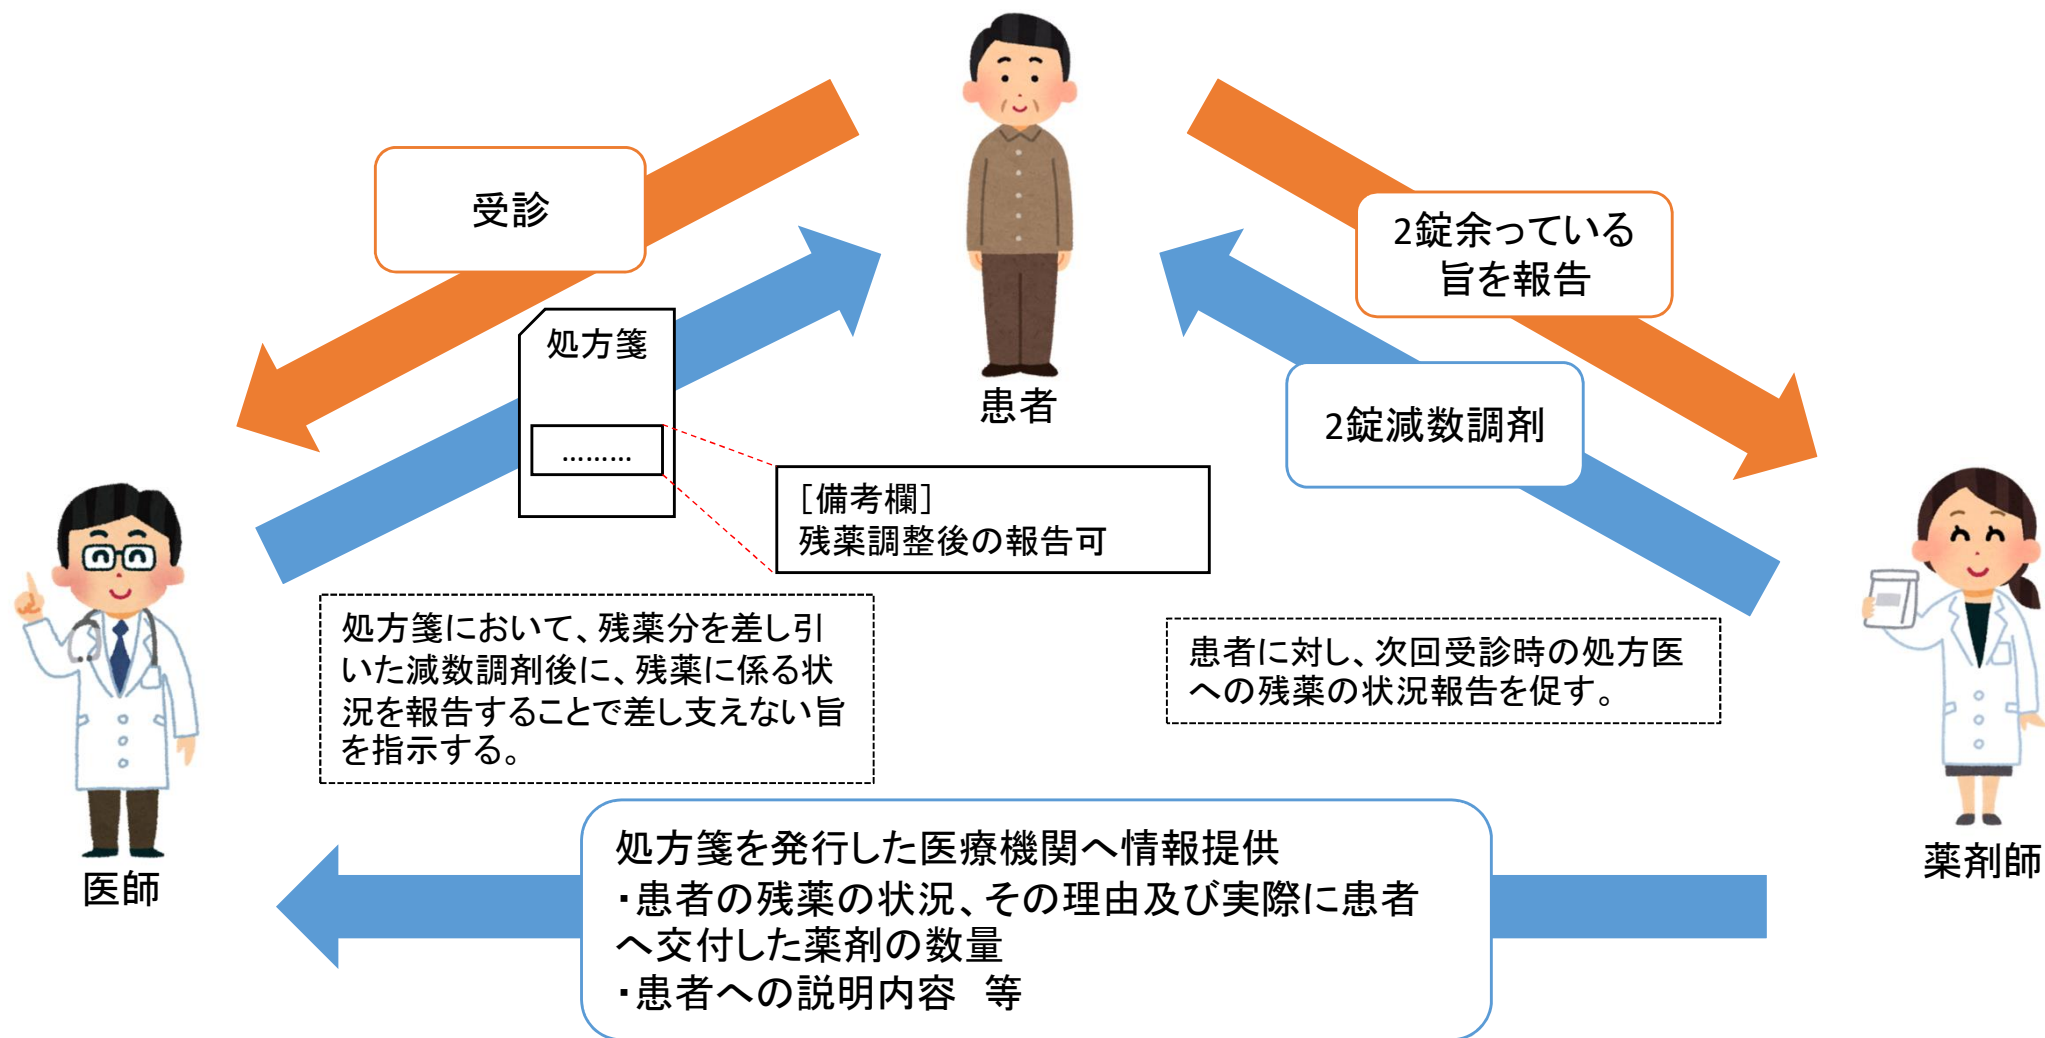 受診
2錠余っている
旨を報告
処方箋
………
患者
2錠減数調剤
［備考欄］
残薬調整後の報告可
処方箋において、残薬分を差し引
いた減数調剤後に、残薬に係る状
況を報告することで差し支えない旨
を指示する。
患者に対し、次回受診時の処方医
への残薬の状況報告を促す。
医師
薬剤師
処方箋を発行した医療機関へ情報提供
・患者の残薬の状況、その理由及び実際に患者
へ交付した薬剤の数量
・患者への説明内容　等